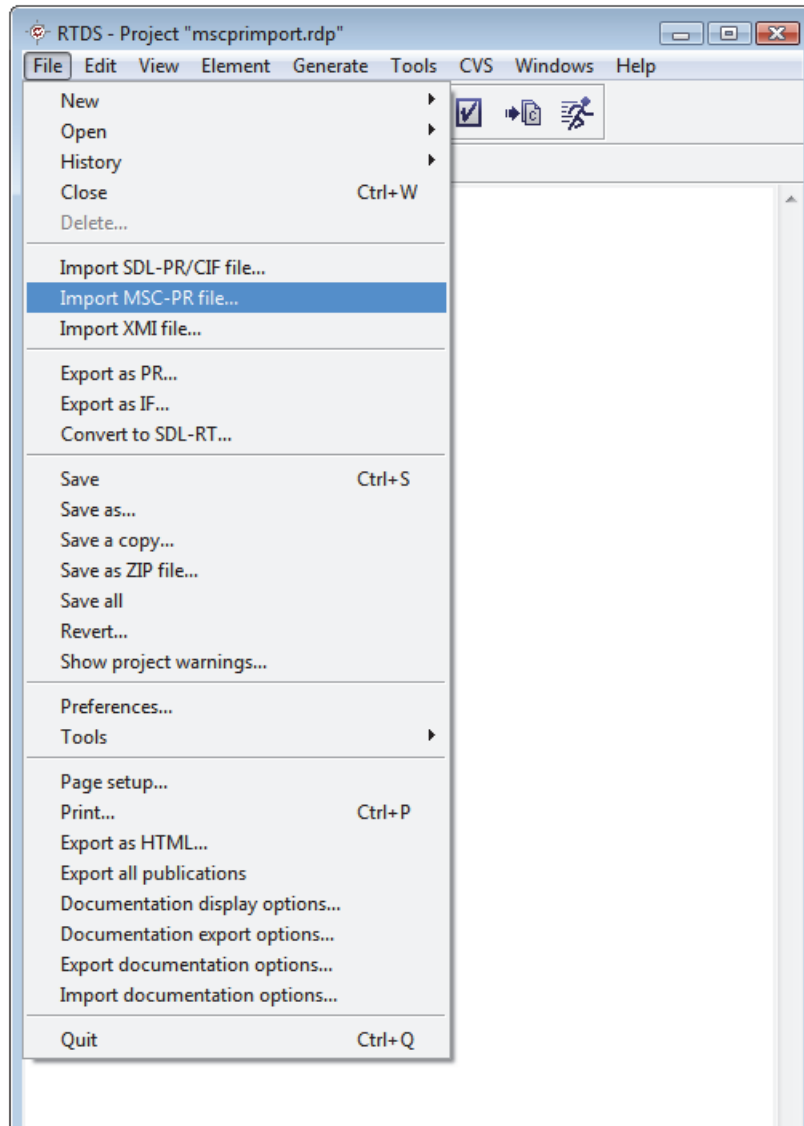 RTDS - Project "mscprimport.rdp"
File Edit View Element Generate Tools CVS Windows Help
New
Open
History
Close Ctrl+W
Delete...
Import SDL-PR/CIF file...
Import MSC-PR file...
Import XMI file...
Export as PR...
Export as IF...
Convert to SDL-RT...
Save Ctrl+S
Save as...
Save a copy...
Save as ZIP file...
Save all
Revert...
Show project warnings...
Preferences...
Tools
Page setup...
Print... Ctrl+P
Export as HTML...
Export all publications
Documentation display options...
Documentation export options...
Export documentation options...
Import documentation options...
Quit Ctrl+Q